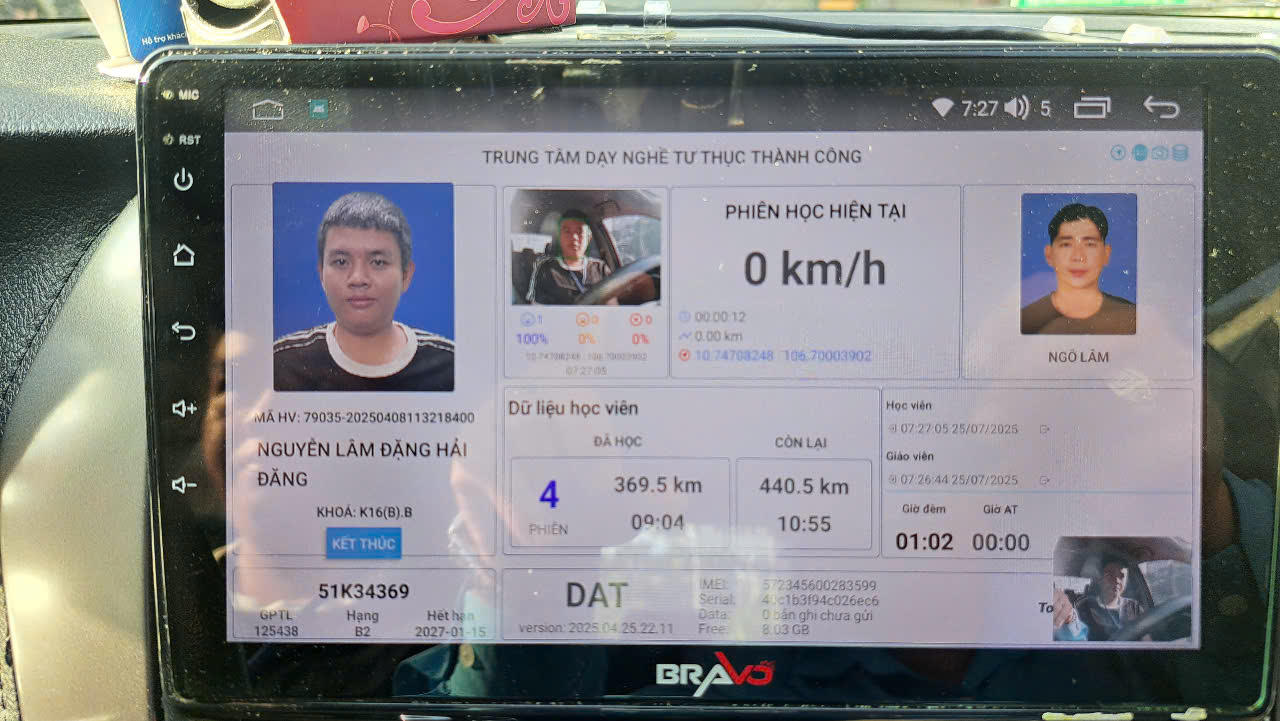 Hỗ trợ khách
MIC
RST
7:27 5
TRUNG TÂM DẠY NGHỀ TƯ THỤC THÀNH CÔNG
MÃ HV: 79035-20250408113218400
NGUYỄN LÂM ĐẶNG HẢI
ĐĂNG
KHOÁ: K16(B).B
KẾT THÚC
1 0 0
100% 0% 0%
10.74708248 106.70003902
07:27:05
PHIÊN HỌC HIỆN TẠI
0 km/h
00:00:12
0.00 km
10.74708248 106.70003902
NGÔ LÂM
Dữ liệu học viên
ĐÃ HỌC
CÒN LẠI
4
PHIÊN
369.5 km
09:04
440.5 km
10:55
Học viên
07:27:05 25/07/2025
Giáo viên
07:26:44 25/07/2025
Giờ đêm Giờ AT
01:02 00:00
51K34369
GPTL Hạng Hết hạn
125438 B2 2027-01-15
DAT
version: 2025.04.25.22.11
IMEI: 572345600283599
Serial: 40c1b3f94c026ec6
Data: 0 bản ghi chưa gửi
Free: 8.03 GB
BRAVO